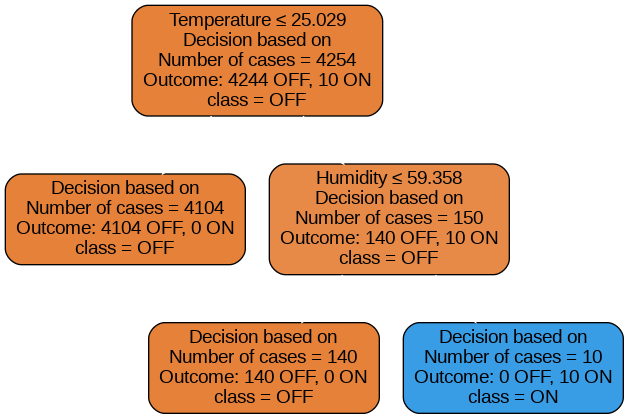 Temperature ≤ 25.029
Decision based on
Number of cases = 4254
Outcome: 4244 OFF, 10 ON
class = OFF
Decision based on
Number of cases = 4104
Outcome: 4104 OFF, 0 ON
class = OFF
Humidity ≤ 59.358
Decision based on
Number of cases = 150
Outcome: 140 OFF, 10 ON
class = OFF
Decision based on
Number of cases = 140
Outcome: 140 OFF, 0 ON
class = OFF
Decision based on
Number of cases = 10
Outcome: 0 OFF, 10 ON
class = ON